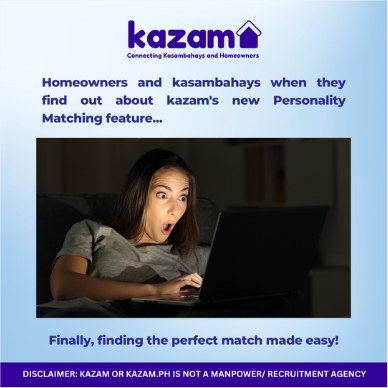 kazam
Connecting Kasambahays and Homeowners
Homeowners and kasambahays when they
find out about kazam's new Personality
Matching feature...
Finally, finding the perfect match made easy!
DISCLAIMER: KAZAM OR KAZAM.PH IS NOT A MANPOWER/ RECRUITMENT AGENCY